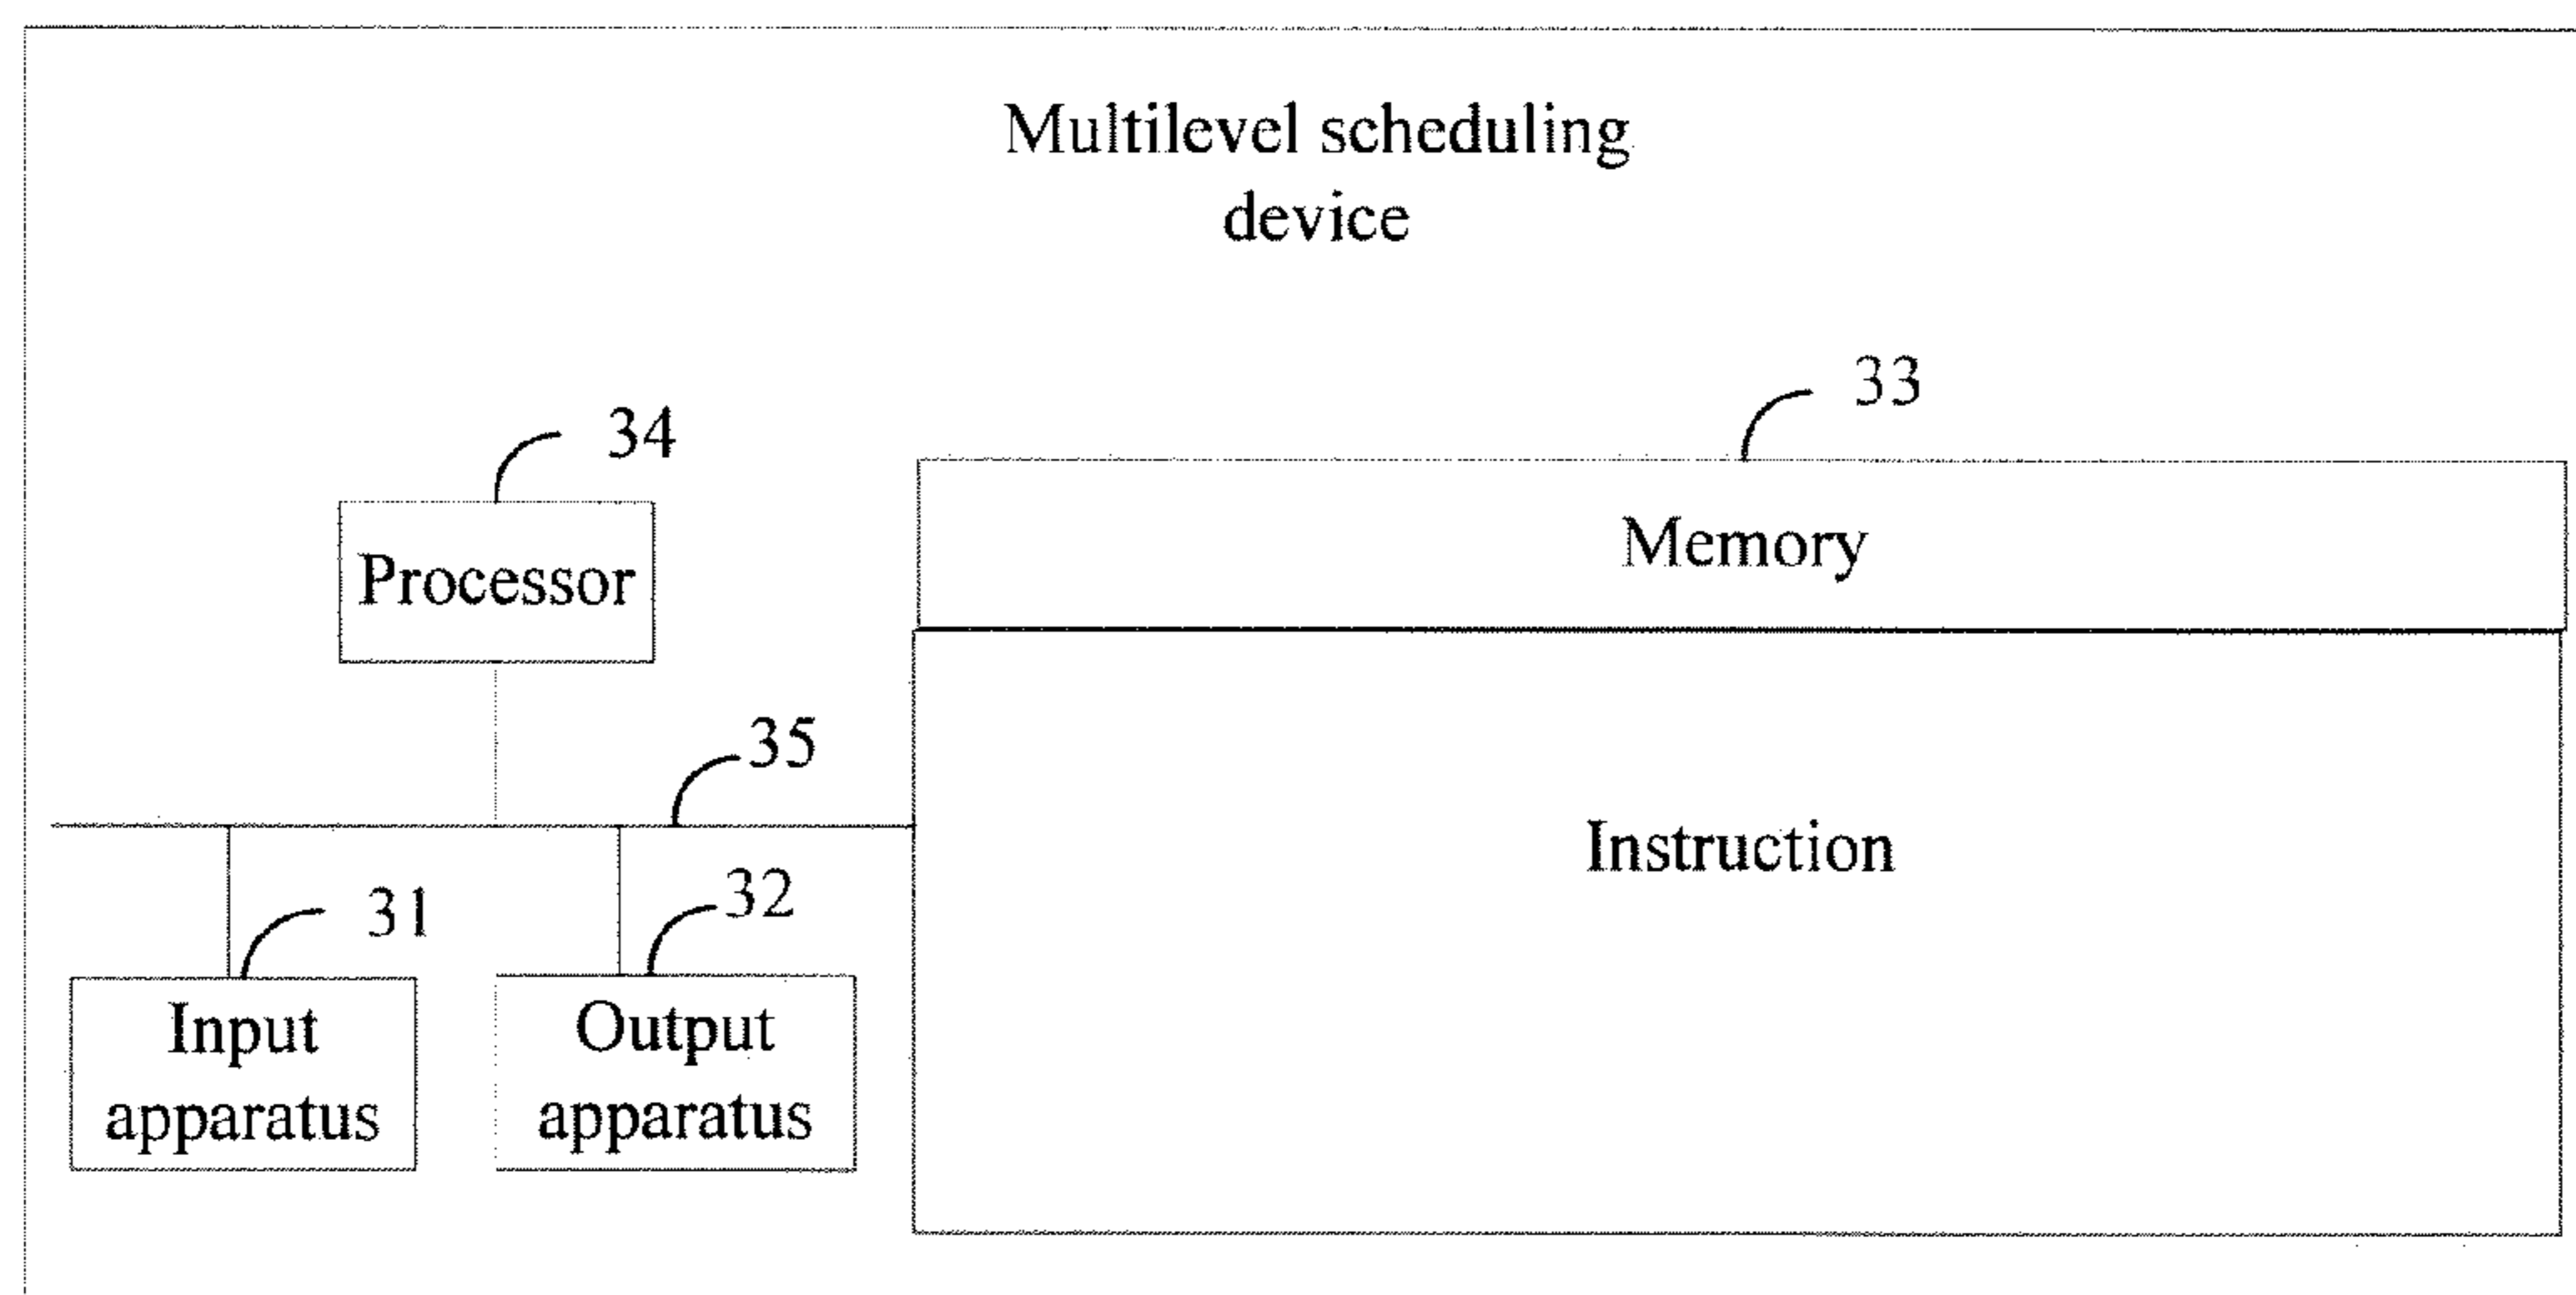 Multilevel scheduling
device
33
34
Memory
Processor
35
Instruction
31
32
Input
apparatus
Output
apparatus